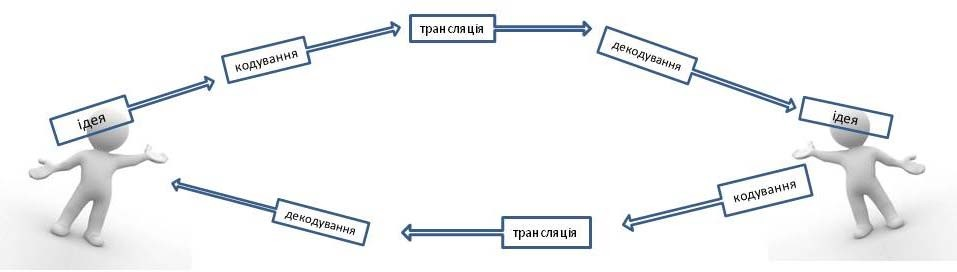 ідея
кодування
трансляція
декодування
ідея
кодування
трансляція
декодування